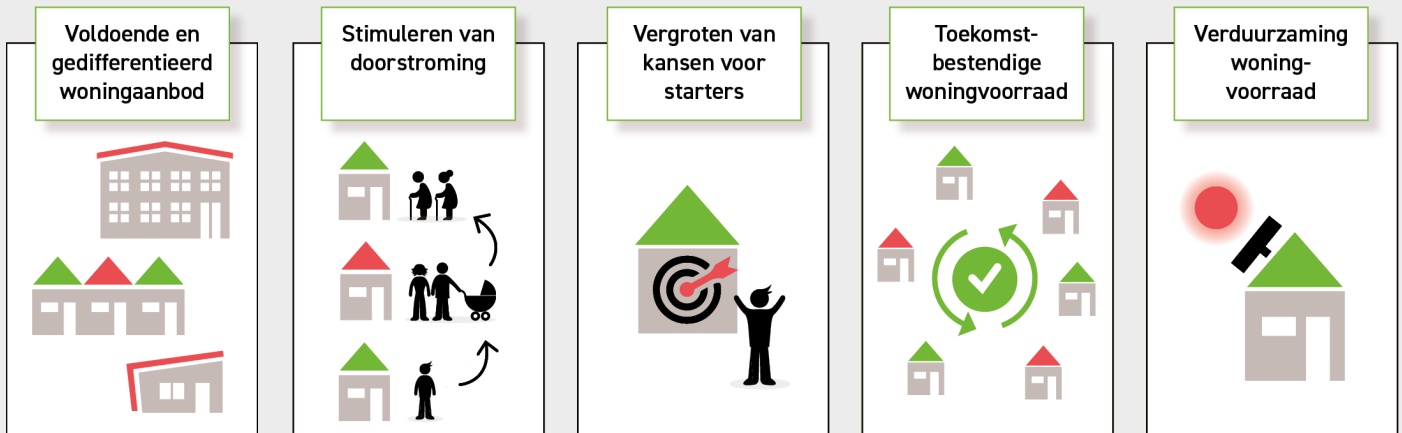 Voldoende en
gedifferentieerd
woningaanbod
Stimuleren van
doorstroming
Vergroten van
kansen voor
starters
Toekomst-
bestendige
woningvoorraad
Verduurzaming
woning-
voorraad